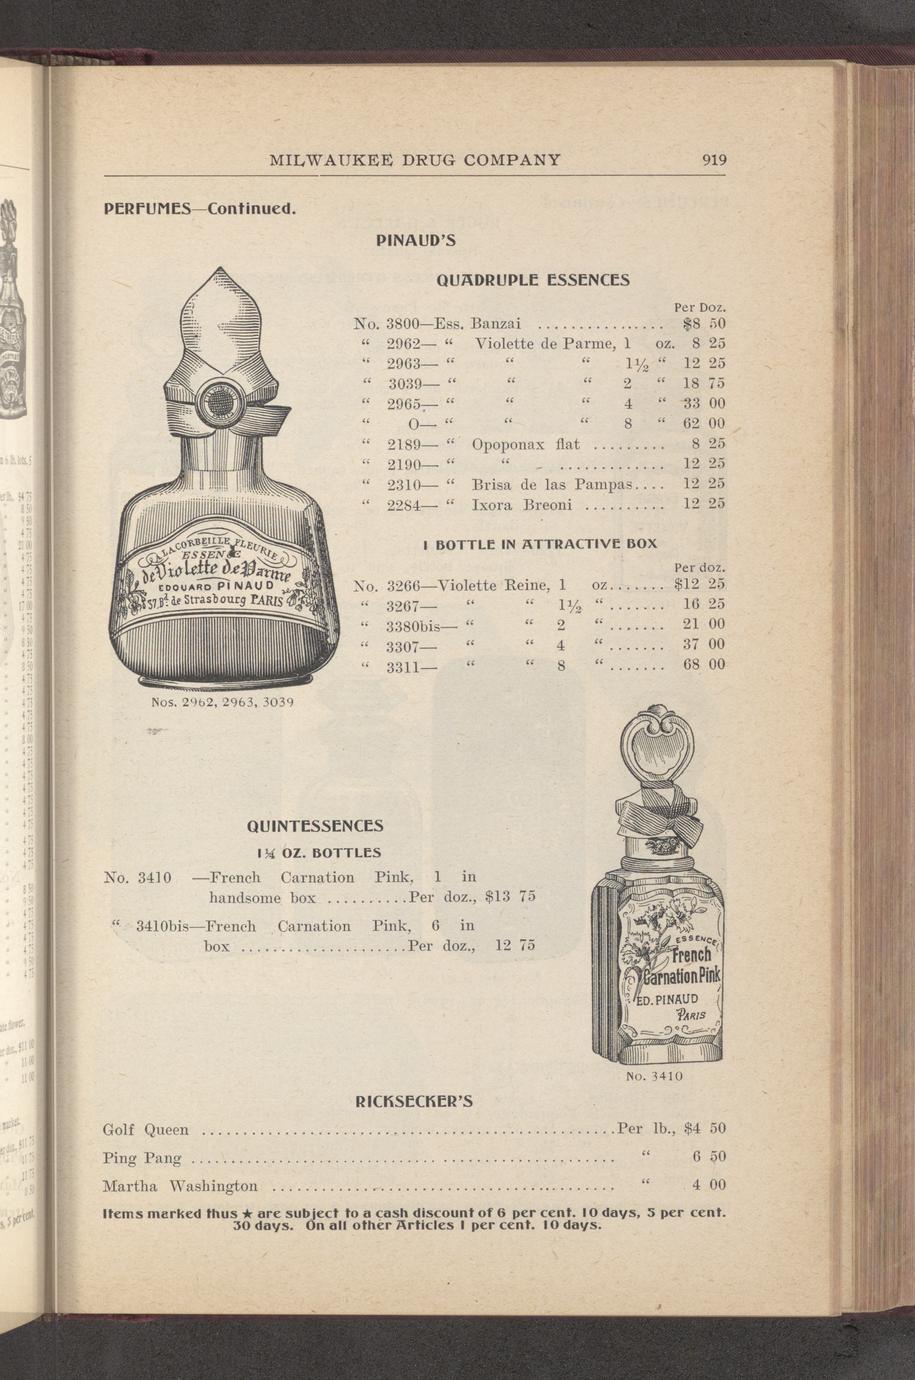 MILWAUKEE DRUG COMPANY 919
PERFUMES—Continued.
PINAUD'S
QUADRUPLE ESSENCES
Per Doz.
No. 3800—Ess. Banzai ................ $8 50
“ 2962— “ Violette de Parme, 1 oz. 8 25
“ 2963— “ “ “ 1½ “ 12 25
“ 3039— “ “ “ 2 “ 18 75
“ 2965— “ “ “ 4 “ 33 00
“ O— “ “ “ 8 “ 62 00
“ 2189— “ Opoponax flat ......... 8 25
“ 2190— “ “ ............. 12 25
“ 2310— “ Brisa de las Pampas.... 12 25
“ 2284— “ Ixora Breoni .......... 12 25
A LA CORBEILLE FLEURIE
ESSENCE
de Violette de Parme
EDOUARD PINAUD
37, Bd. de Strasbourg PARIS
Nos. 2962, 2963, 3039
1 BOTTLE IN ATTRACTIVE BOX
Per doz.
No. 3266—Violette Reine, 1 oz....... $12 25
“ 3267— “ “ 1½ “ ....... 16 25
“ 3380bis— “ “ 2 “ ....... 21 00
“ 3307— “ “ 4 “ ....... 37 00
“ 3311— “ “ 8 “ ....... 68 00
QUINTESSENCES
1¼ OZ. BOTTLES
No. 3410 —French Carnation Pink, 1 in
handsome box ..........Per doz., $13 75
“ 3410bis—French Carnation Pink, 6 in
box ....................Per doz., 12 75
ESSENCE
French
Carnation Pink
ED. PINAUD
PARIS
No. 3410
RICKSECKER'S
Golf Queen ..................................................Per lb., $4 50
Ping Pang .................................................... “ 6 50
Martha Washington .......................................... “ 4 00
Items marked thus ★ are subject to a cash discount of 6 per cent. 10 days, 5 per cent.
30 days. On all other Articles 1 per cent. 10 days.